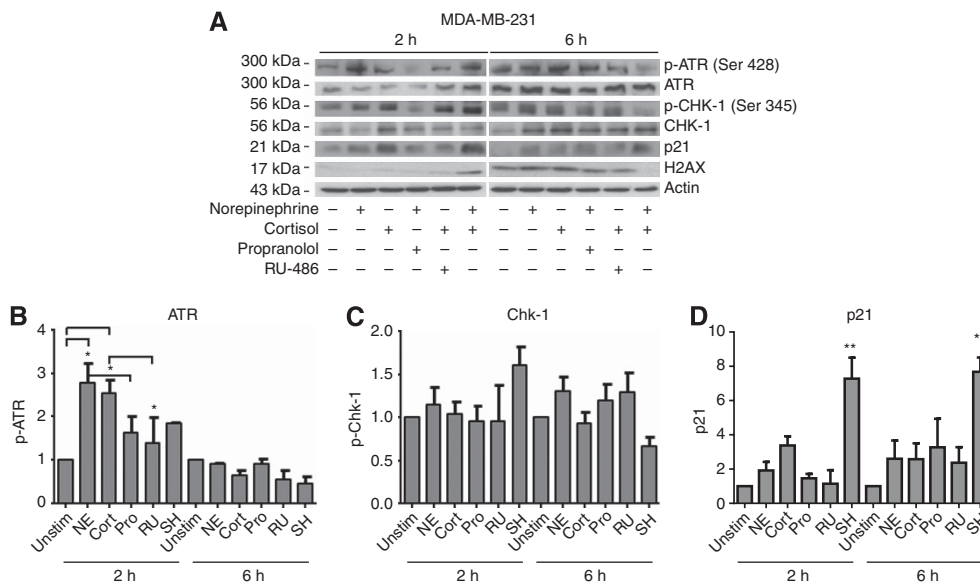 A
MDA-MB-231
2 h 6 h
300 kDa - p-ATR (Ser 428)
300 kDa - ATR
56 kDa - p-CHK-1 (Ser 345)
56 kDa - CHK-1
21 kDa - p21
17 kDa - H2AX
43 kDa - Actin
Norepinephrine – + – + – + – + – + – +
Cortisol – – + – + + – – + – + +
Propranolol – – – + – – – – – + – –
RU-486 – – – – + – – – – – + –
B
ATR
p-ATR
4
3
2
1
0
* * *
Unstim NE Cort Pro RU SH Unstim NE Cort Pro RU SH
2 h 6 h
C
Chk-1
p-Chk-1
2.0
1.5
1.0
0.5
0.0
Unstim NE Cort Pro RU SH Unstim NE Cort Pro RU SH
2 h 6 h
D
p21
p21
10
8
6
4
2
0
** *
Unstim NE Cort Pro RU SH Unstim NE Cort Pro RU SH
2 h 6 h